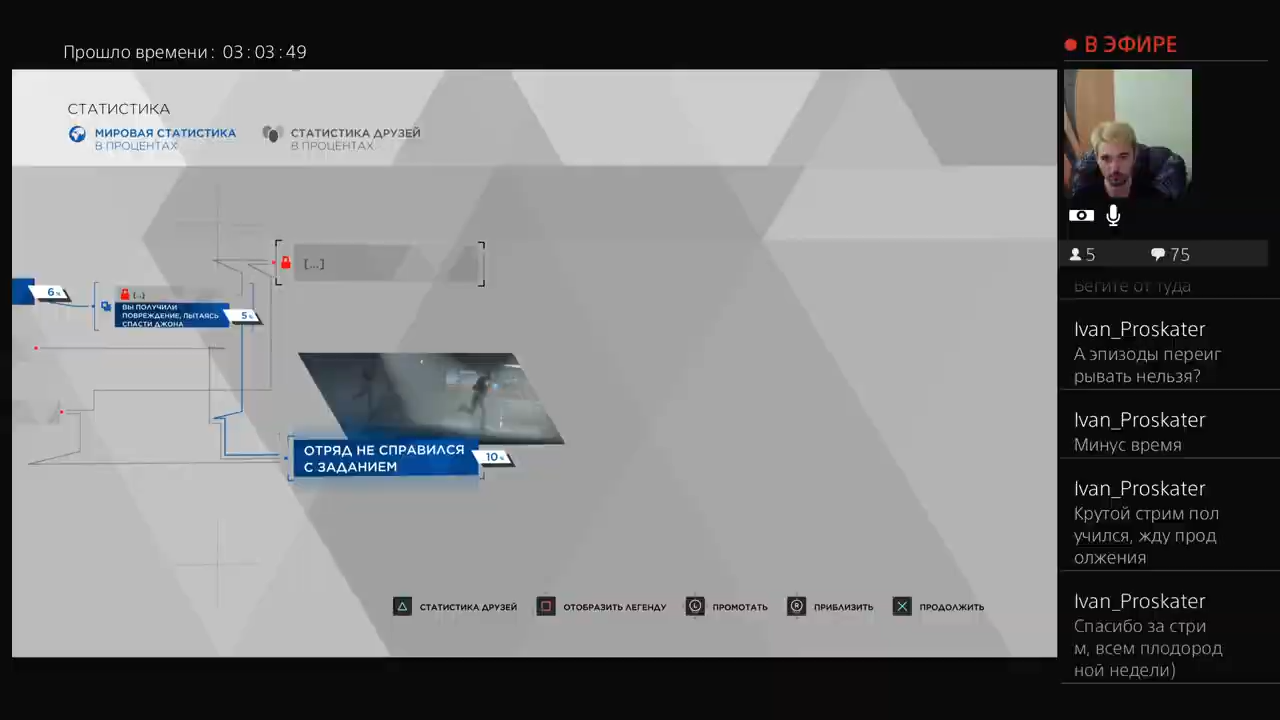 Прошло времени: 03:03:49
В ЭФИРЕ
СТАТИСТИКА
МИРОВАЯ СТАТИСТИКА
В ПРОЦЕНТАХ
СТАТИСТИКА ДРУЗЕЙ
В ПРОЦЕНТАХ
5
75
[...]
6%
[...]
ВЫ ПОЛУЧИЛИ
ПОВРЕЖДЕНИЕ, ПЫТАЯСЬ
СПАСТИ ДЖОНА
5%
ОТРЯД НЕ СПРАВИЛСЯ
С ЗАДАНИЕМ
10%
СТАТИСТИКА ДРУЗЕЙ
ОТОБРАЗИТЬ ЛЕГЕНДУ
L
ПРОМОТАТЬ
R
ПРИБЛИЗИТЬ
ПРОДОЛЖИТЬ
Бегите от туда
Ivan_Proskater
А эпизоды переиг
рывать нельзя?
Ivan_Proskater
Минус время
Ivan_Proskater
Крутой стрим пол
учился, жду прод
олжения
Ivan_Proskater
Спасибо за стри
м, всем плодород
ной недели)